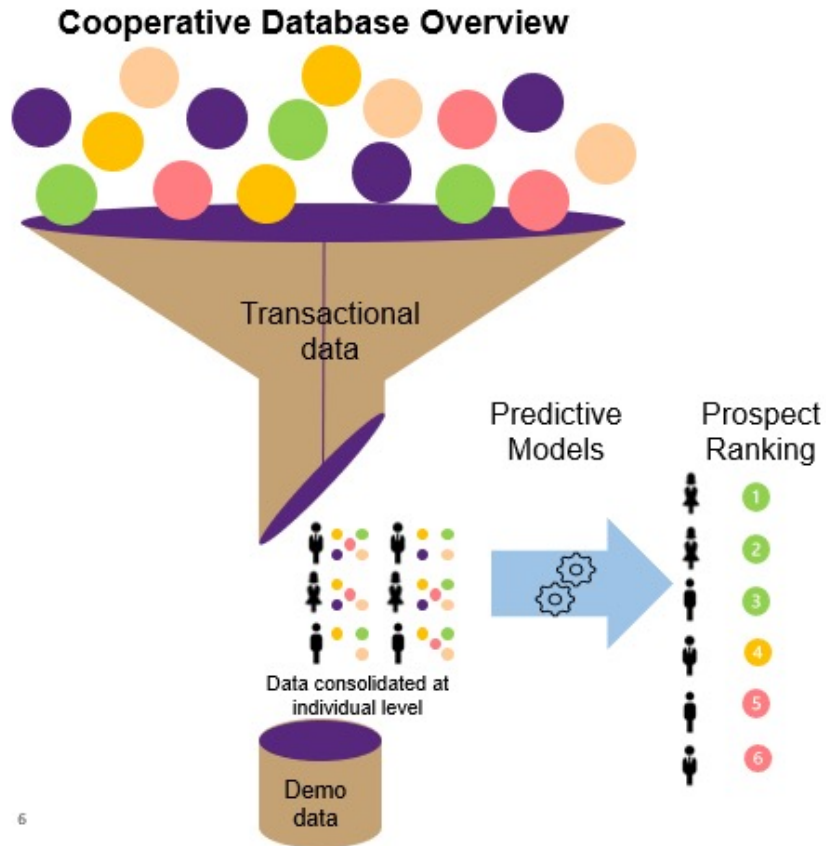 Cooperative Database Overview
Transactional
data
Predictive
Models
Prospect
Ranking
1
2
3
4
5
6
Data consolidated at
individual level
Demo
data
6